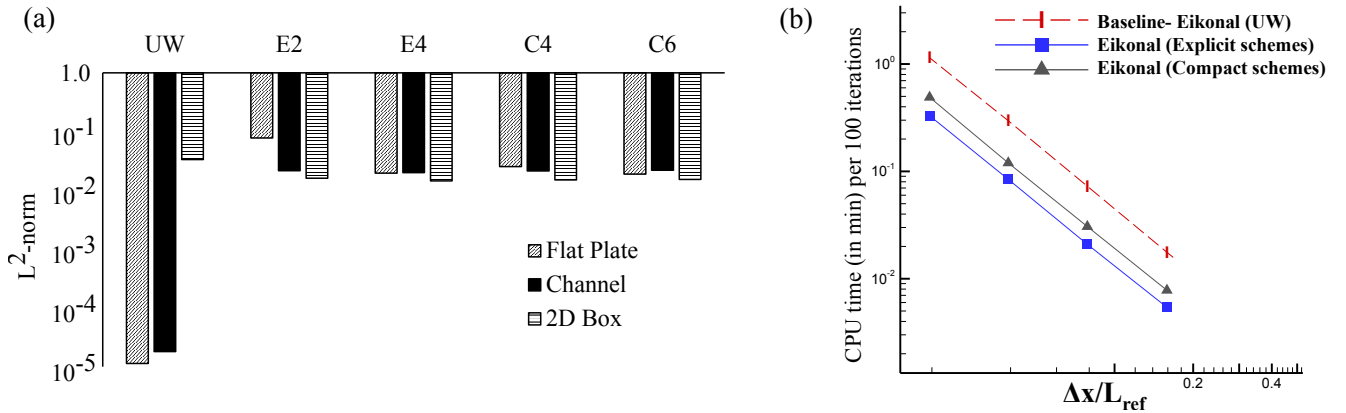 (a)
UW E2 E4 C4 C6
1.0
10-1
10-2
10-3
10-4
10-5
L2-norm
Flat Plate
Channel
2D Box
(b)
Baseline- Eikonal (UW)
Eikonal (Explicit schemes)
Eikonal (Compact schemes)
100
10-1
10-2
CPU time (in min) per 100 iterations
0.2 0.4
Δx/Lref